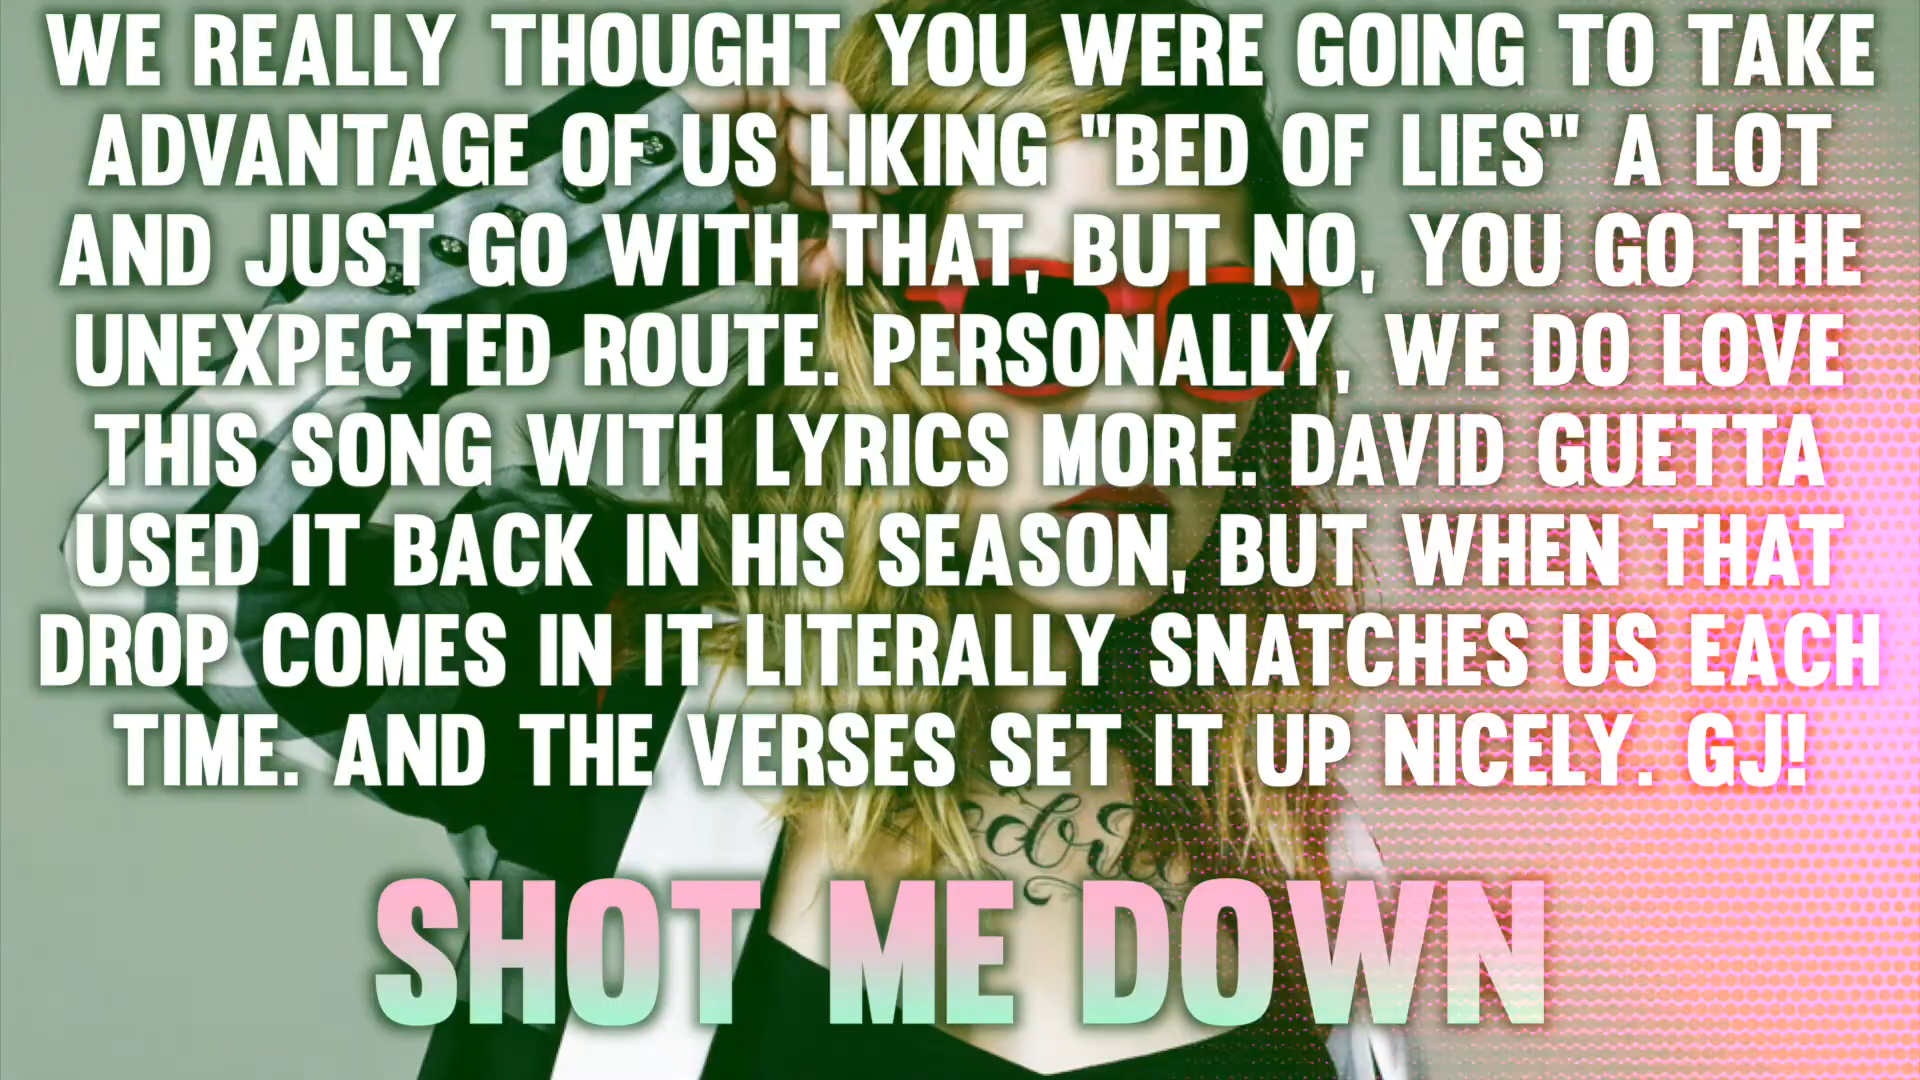 WE REALLY THOUGHT YOU WERE GOING TO TAKE
ADVANTAGE OF US LIKING "BED OF LIES" A LOT
AND JUST GO WITH THAT, BUT NO, YOU GO THE
UNEXPECTED ROUTE. PERSONALLY, WE DO LOVE
THIS SONG WITH LYRICS MORE. DAVID GUETTA
USED IT BACK IN HIS SEASON, BUT WHEN THAT
DROP COMES IN IT LITERALLY SNATCHES US EACH
TIME. AND THE VERSES SET IT UP NICELY. GJ!
SHOT ME DOWN